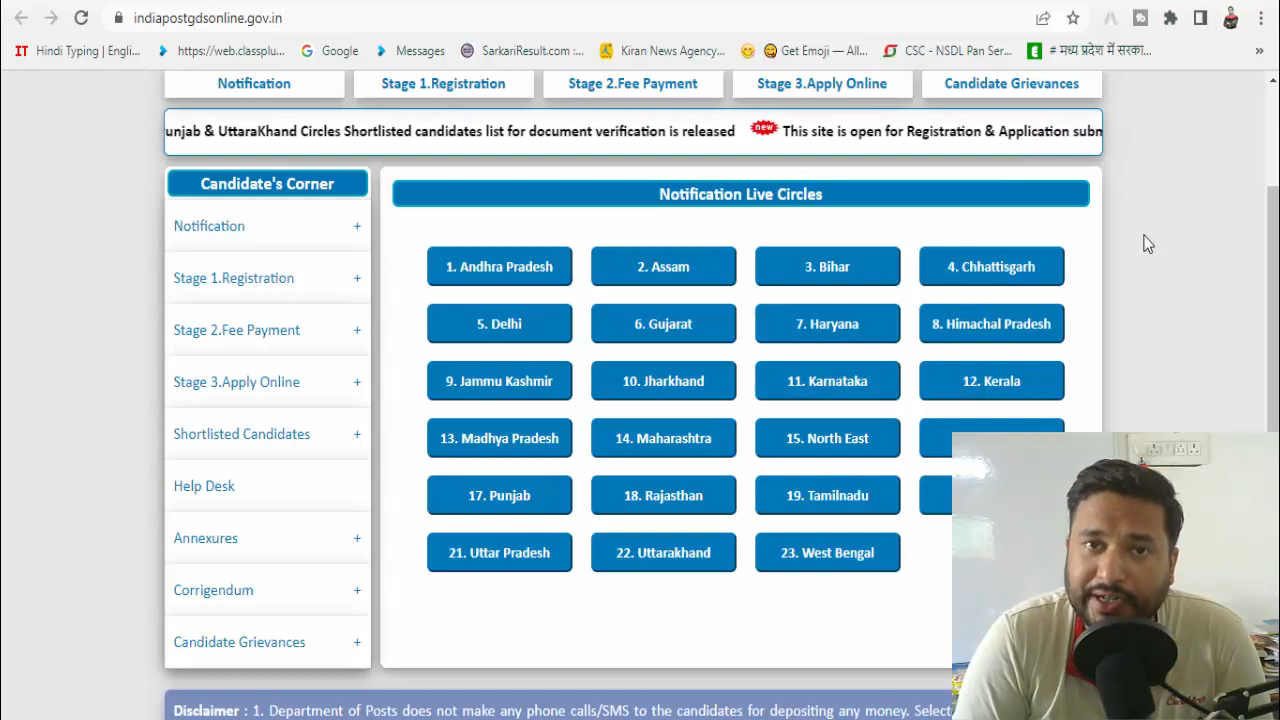 indiapostgdsonline.gov.in
IT Hindi Typing | Engli...
https://web.classplu...
Google
Messages
SarkariResult.com :...
Kiran News Agency...
Get Emoji — All...
CSC - NSDL Pan Ser...
# मध्य प्रदेश में सरका...
»
Notification
Stage 1.Registration
Stage 2.Fee Payment
Stage 3.Apply Online
Candidate Grievances
unjab & UttaraKhand Circles Shortlisted candidates list for document verification is released new This site is open for Registration & Application subm
Candidate's Corner
Notification +
Stage 1.Registration +
Stage 2.Fee Payment +
Stage 3.Apply Online +
Shortlisted Candidates +
Help Desk
Annexures +
Corrigendum +
Candidate Grievances +
Notification Live Circles
1. Andhra Pradesh
2. Assam
3. Bihar
4. Chhattisgarh
5. Delhi
6. Gujarat
7. Haryana
8. Himachal Pradesh
9. Jammu Kashmir
10. Jharkhand
11. Karnataka
12. Kerala
13. Madhya Pradesh
14. Maharashtra
15. North East
17. Punjab
18. Rajasthan
19. Tamilnadu
21. Uttar Pradesh
22. Uttarakhand
23. West Bengal
Disclaimer : 1. Department of Posts does not make any phone calls/SMS to the candidates for depositing any money. Select